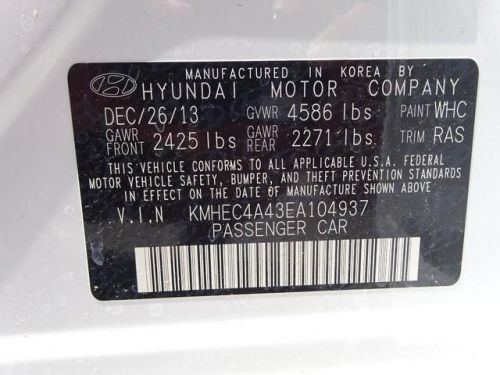 MANUFACTURED IN KOREA BY
HYUNDAI MOTOR COMPANY
DEC/26/13 GVWR 4586 lbs PAINT WHC
GAWR FRONT 2425 lbs GAWR REAR 2271 lbs TRIM RAS
THIS VEHICLE CONFORMS TO ALL APPLICABLE U.S.A. FEDERAL
MOTOR VEHICLE SAFETY, BUMPER, AND THEFT PREVENTION STANDARDS
IN EFFECT ON THE DATE OF MANUFACTURE SHOWN ABOVE.
V.I.N KMHEC4A43EA104937
PASSENGER CAR